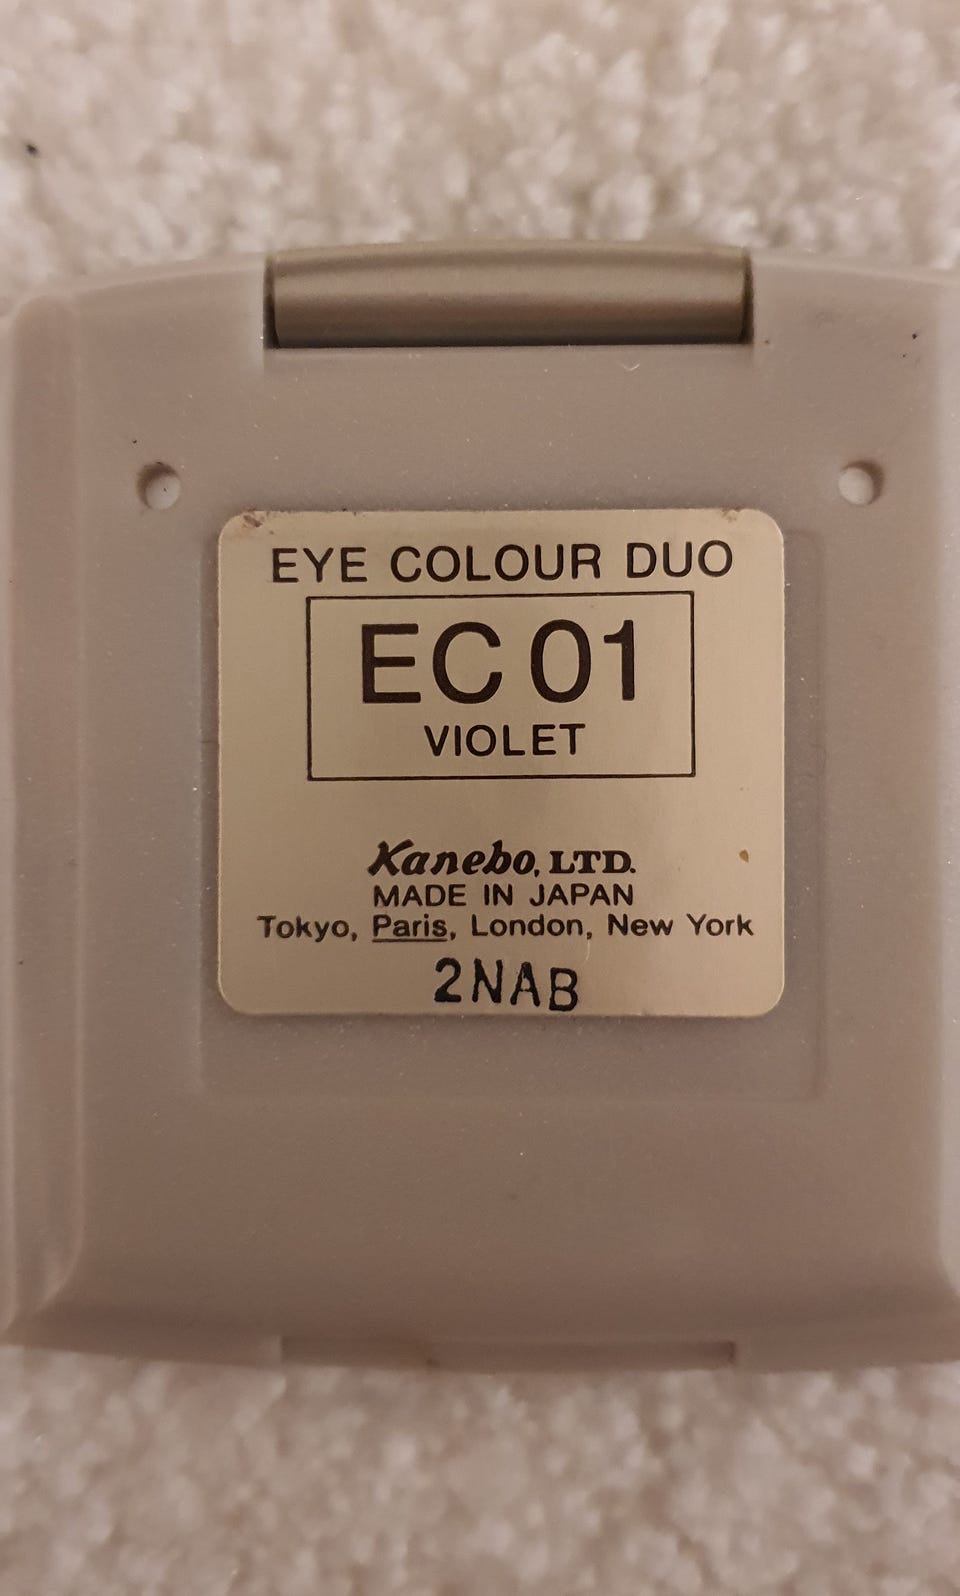 EYE COLOUR DUO
EC 01
VIOLET
Kanebo, LTD.
MADE IN JAPAN
Tokyo, Paris, London, New York
2NAB